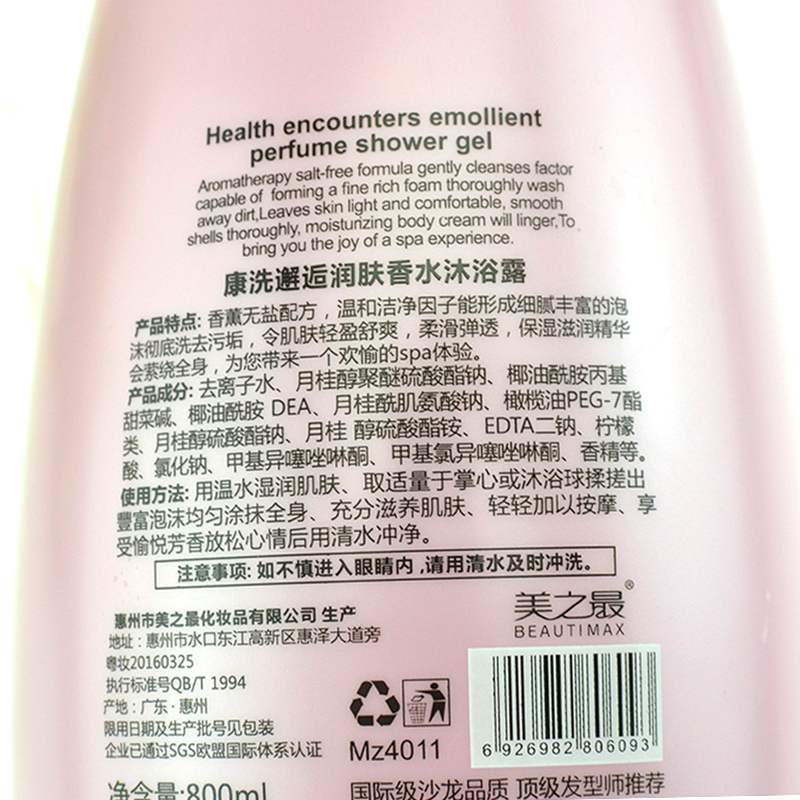 Health encounters emollient
perfume shower gel
Aromatherapy salt-free formula gently cleanses factor
capable of forming a fine rich foam thoroughly wash
away dirt,Leaves skin light and comfortable, smooth
shells thoroughly, moisturizing body cream will linger,To
bring you the joy of a spa experience.
康洗邂逅润肤香水沐浴露
产品特点: 香薰无盐配方，温和洁净因子能形成细腻丰富的泡
沫彻底洗去污垢，令肌肤轻盈舒爽，柔滑弹透，保湿滋润精华
会萦绕全身，为您带来一个欢愉的spa体验。
产品成分: 去离子水、月桂醇聚醚硫酸酯钠、椰油酰胺丙基
甜菜碱、椰油酰胺 DEA、月桂酰肌氨酸钠、橄榄油PEG-7酯
类、月桂醇硫酸酯钠、月桂 醇硫酸酯铵、EDTA二钠、柠檬
酸、氯化钠、甲基异噻唑啉酮、甲基氯异噻唑啉酮、香精等。
使用方法: 用温水湿润肌肤、取适量于掌心或沐浴球揉搓出
豐富泡沫均匀涂抹全身、充分滋养肌肤、轻轻加以按摩、享
受愉悦芳香放松心情后用清水冲净。
注意事项: 如不慎进入眼睛内 ,请用清水及时冲洗。
美之最®
BEAUTIMAX
惠州市美之最化妆品有限公司 生产
地址：惠州市水口东江高新区惠泽大道旁
粤妆20160325
执行标准号QB/T 1994
产地：广东·惠州
限用日期及生产批号见包装
企业已通过SGS欧盟国际体系认证
Mz4011
6 926982 806093
净含量:800ml
国际级沙龙品质 顶级发型师推荐